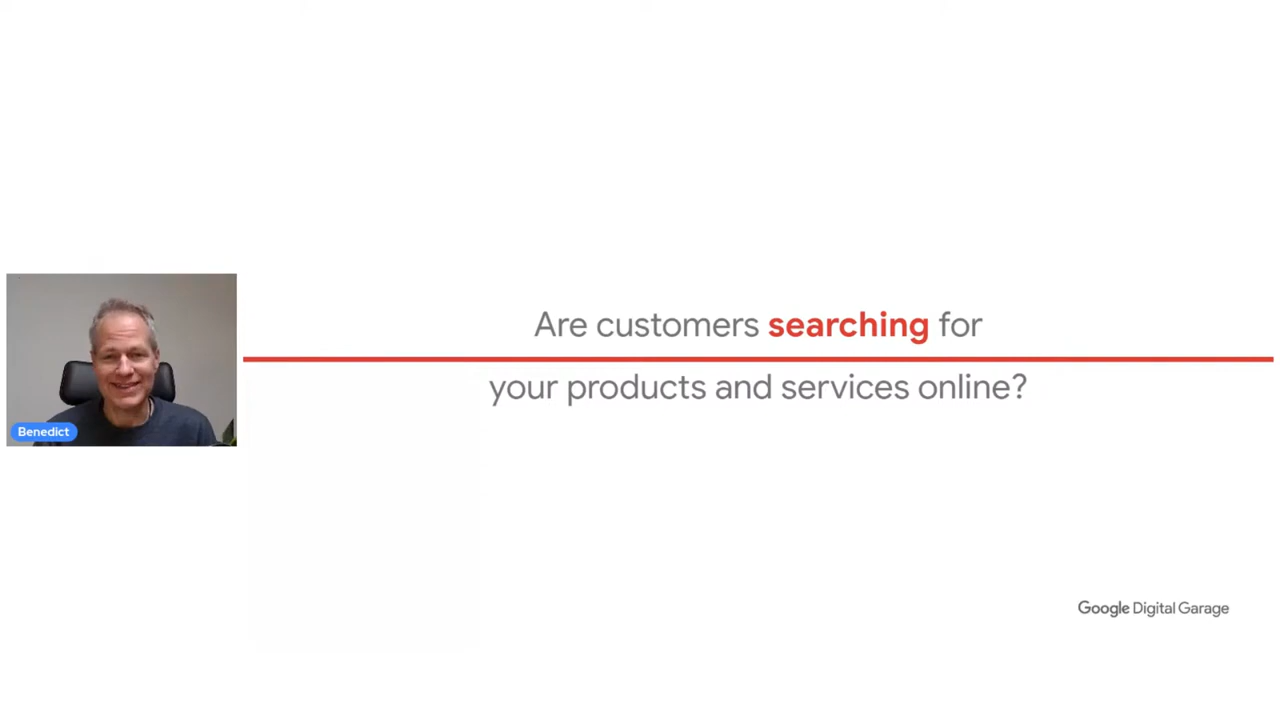 Are customers searching for
your products and services online?
Benedict
Google Digital Garage